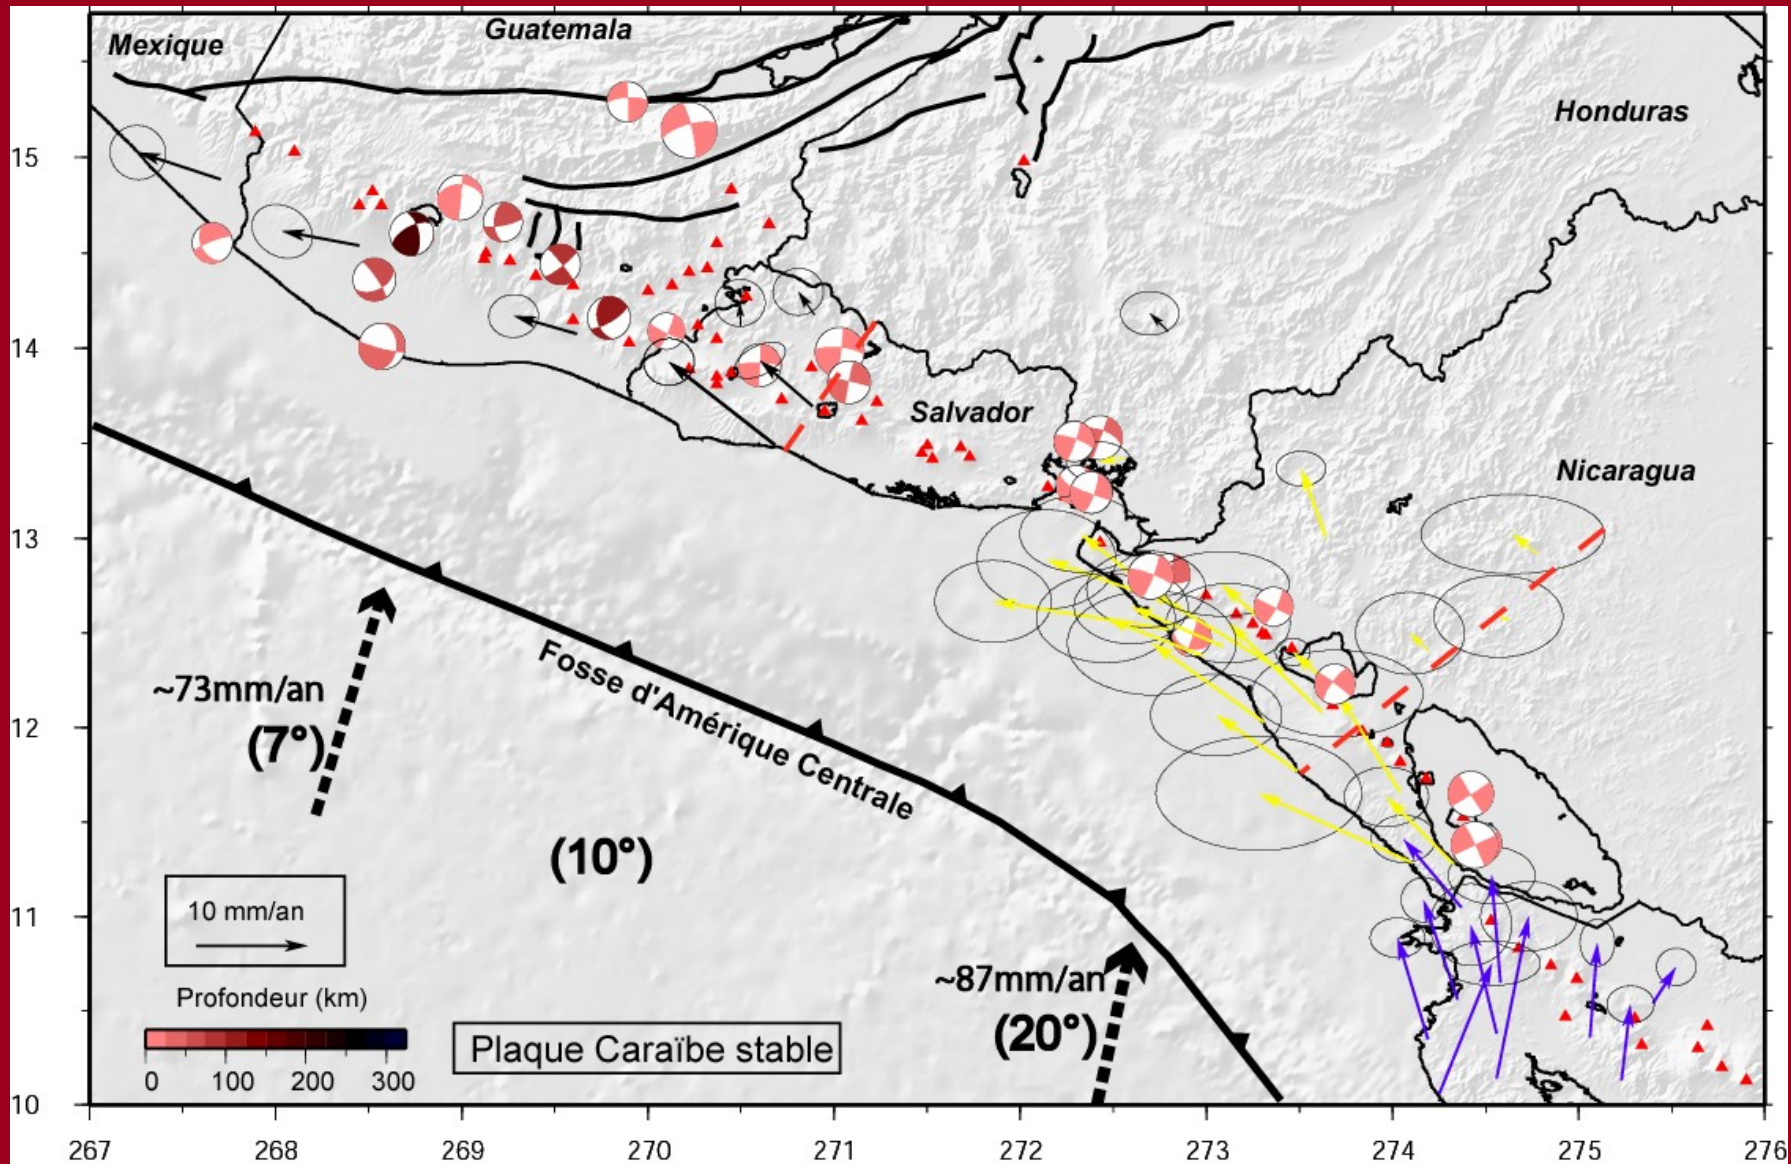 Mexique
Guatemala
Honduras
Nicaragua
Salvador
15
14
13
12
11
10
~73mm/an
(7°)
Fosse d'Amérique Centrale
(10°)
~87mm/an
(20°)
10 mm/an
Profondeur (km)
0 100 200 300
Plaque Caraïbe stable
267 268 269 270 271 272 273 274 275 276